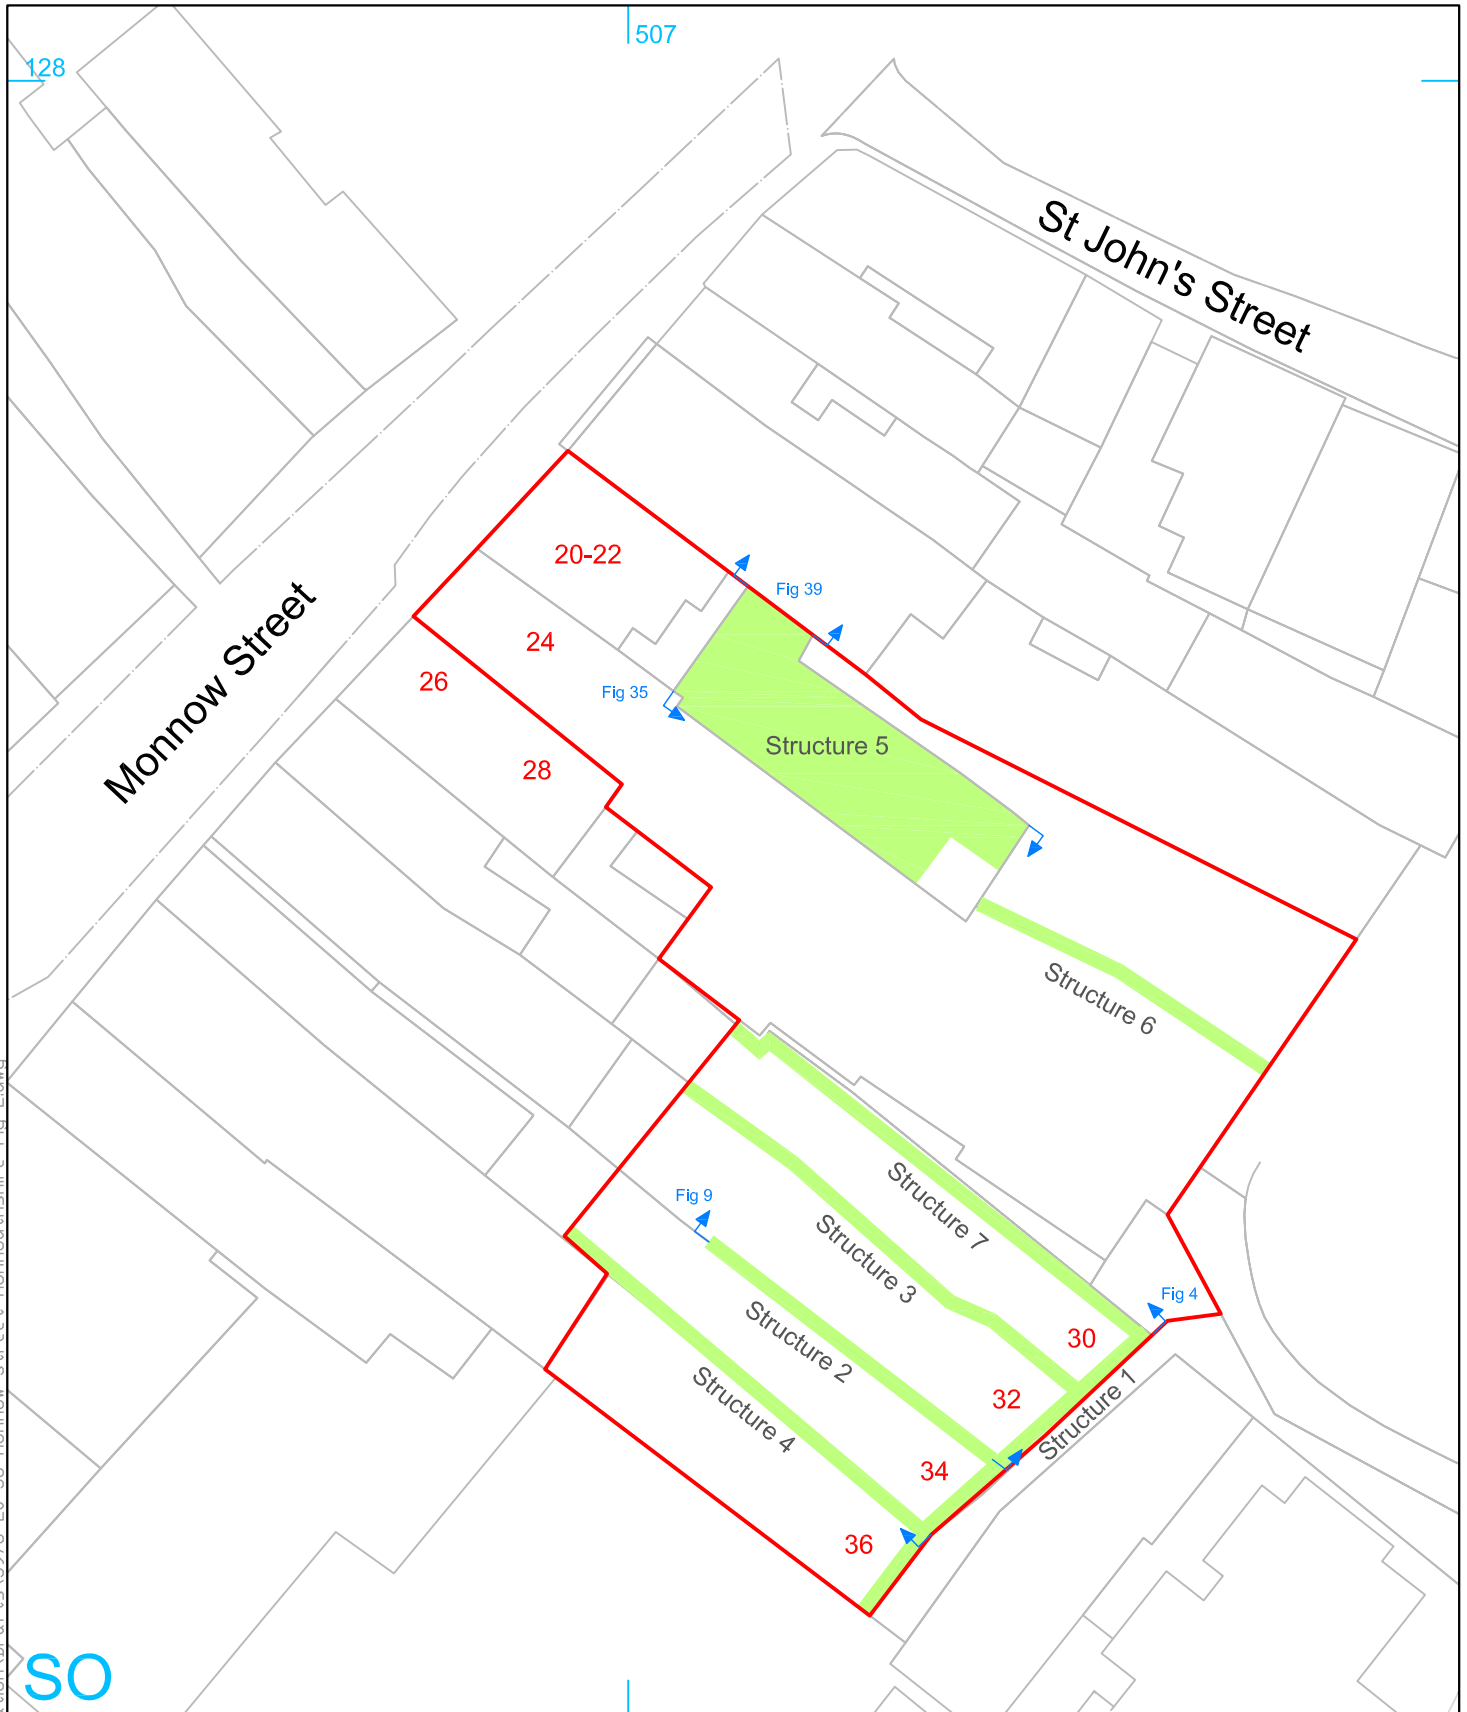 507
128
St John's Street
20-22
Fig 39
24
26
Fig 35
Monnow Street
Structure 5
28
Structure 6
Structure 7
Fig 9
Structure 3
Fig 4
Structure 2
30
Structure 4
32
Structure 1
34
36
SO